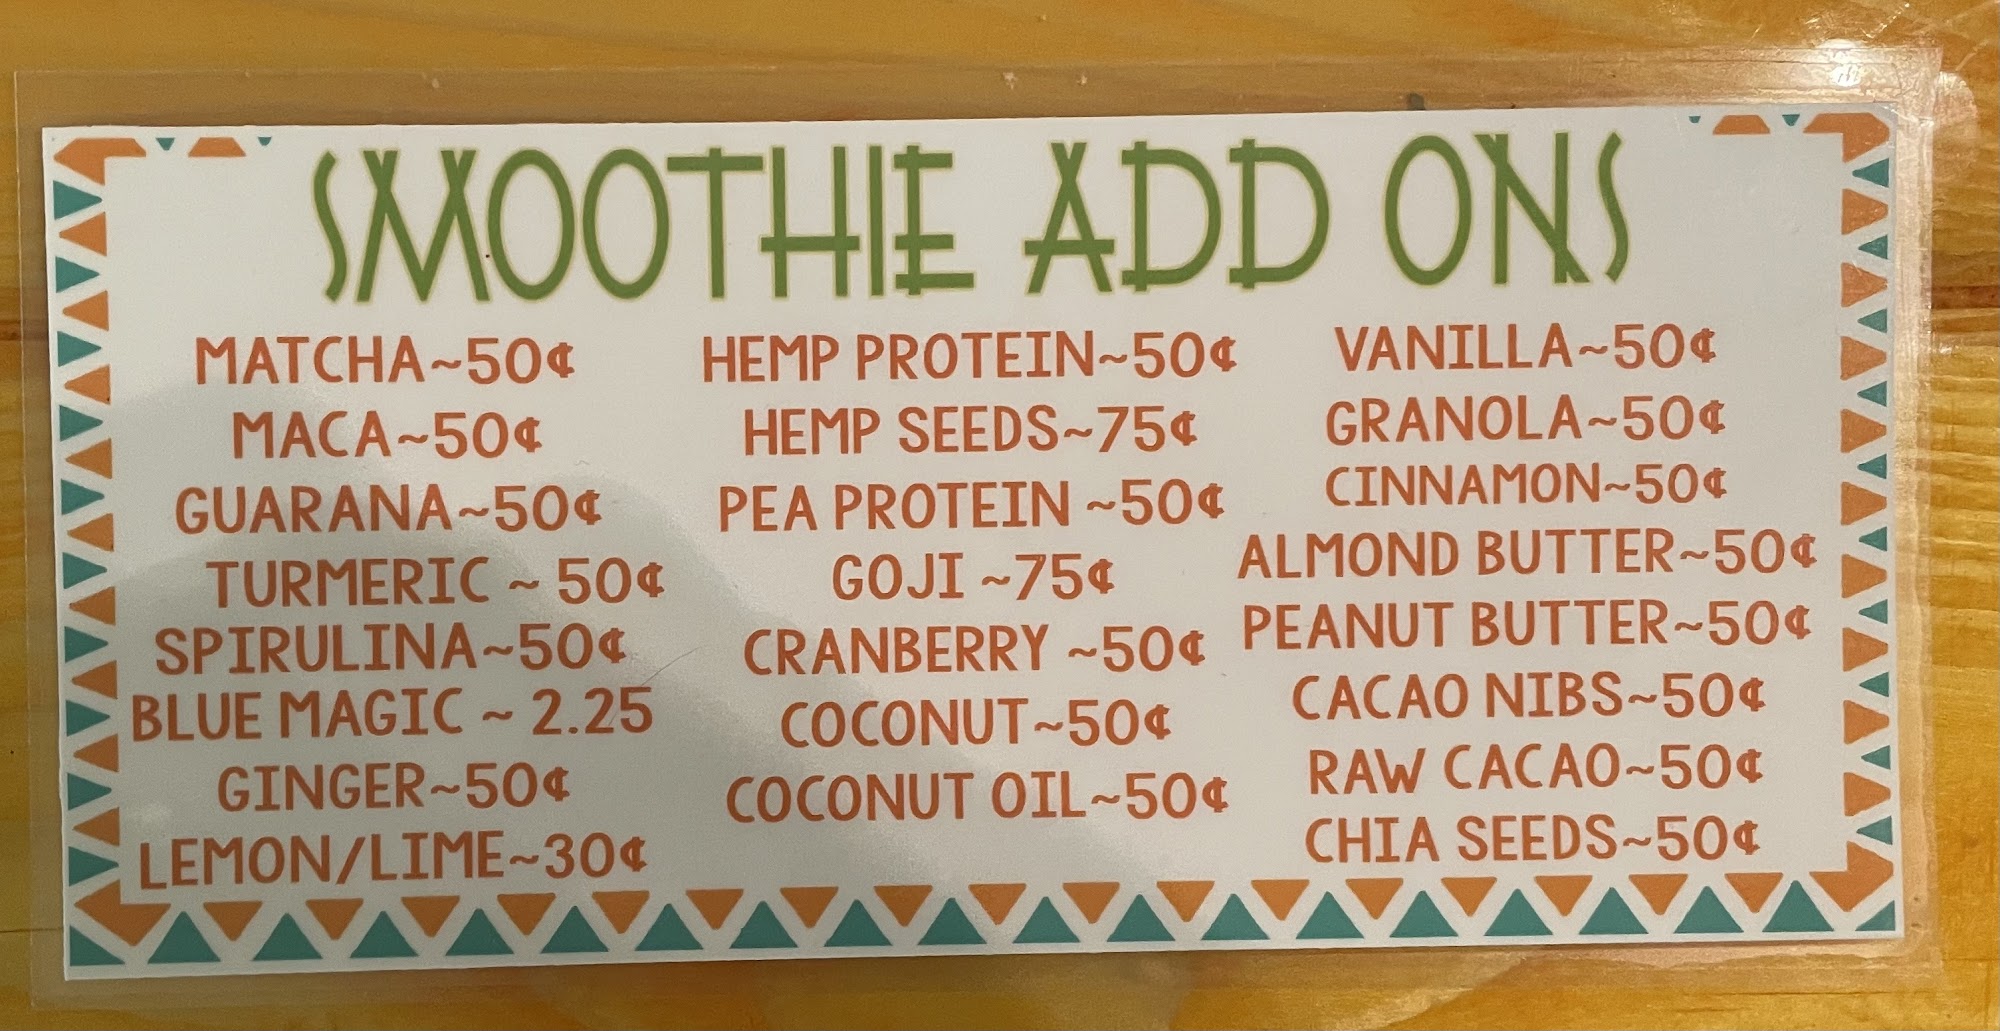 SMOOTHIE ADD ONS
MATCHA~50¢
MACA~50¢
GUARANA~50¢
TURMERIC ~ 50¢
SPIRULINA~50¢
BLUE MAGIC ~ 2.25
GINGER~50¢
LEMON/LIME~30¢
HEMP PROTEIN~50¢
HEMP SEEDS~75¢
PEA PROTEIN ~50¢
GOJI ~75¢
CRANBERRY ~50¢
COCONUT~50¢
COCONUT OIL~50¢
VANILLA~50¢
GRANOLA~50¢
CINNAMON~50¢
ALMOND BUTTER~50¢
PEANUT BUTTER~50¢
CACAO NIBS~50¢
RAW CACAO~50¢
CHIA SEEDS~50¢